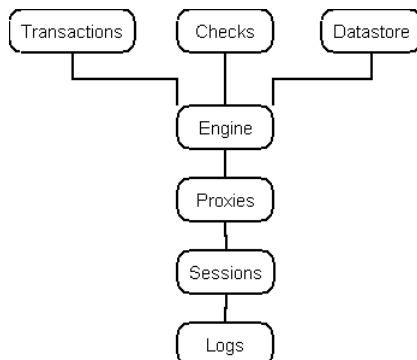 Transactions
Checks
Datastore
Engine
Proxies
Sessions
Logs